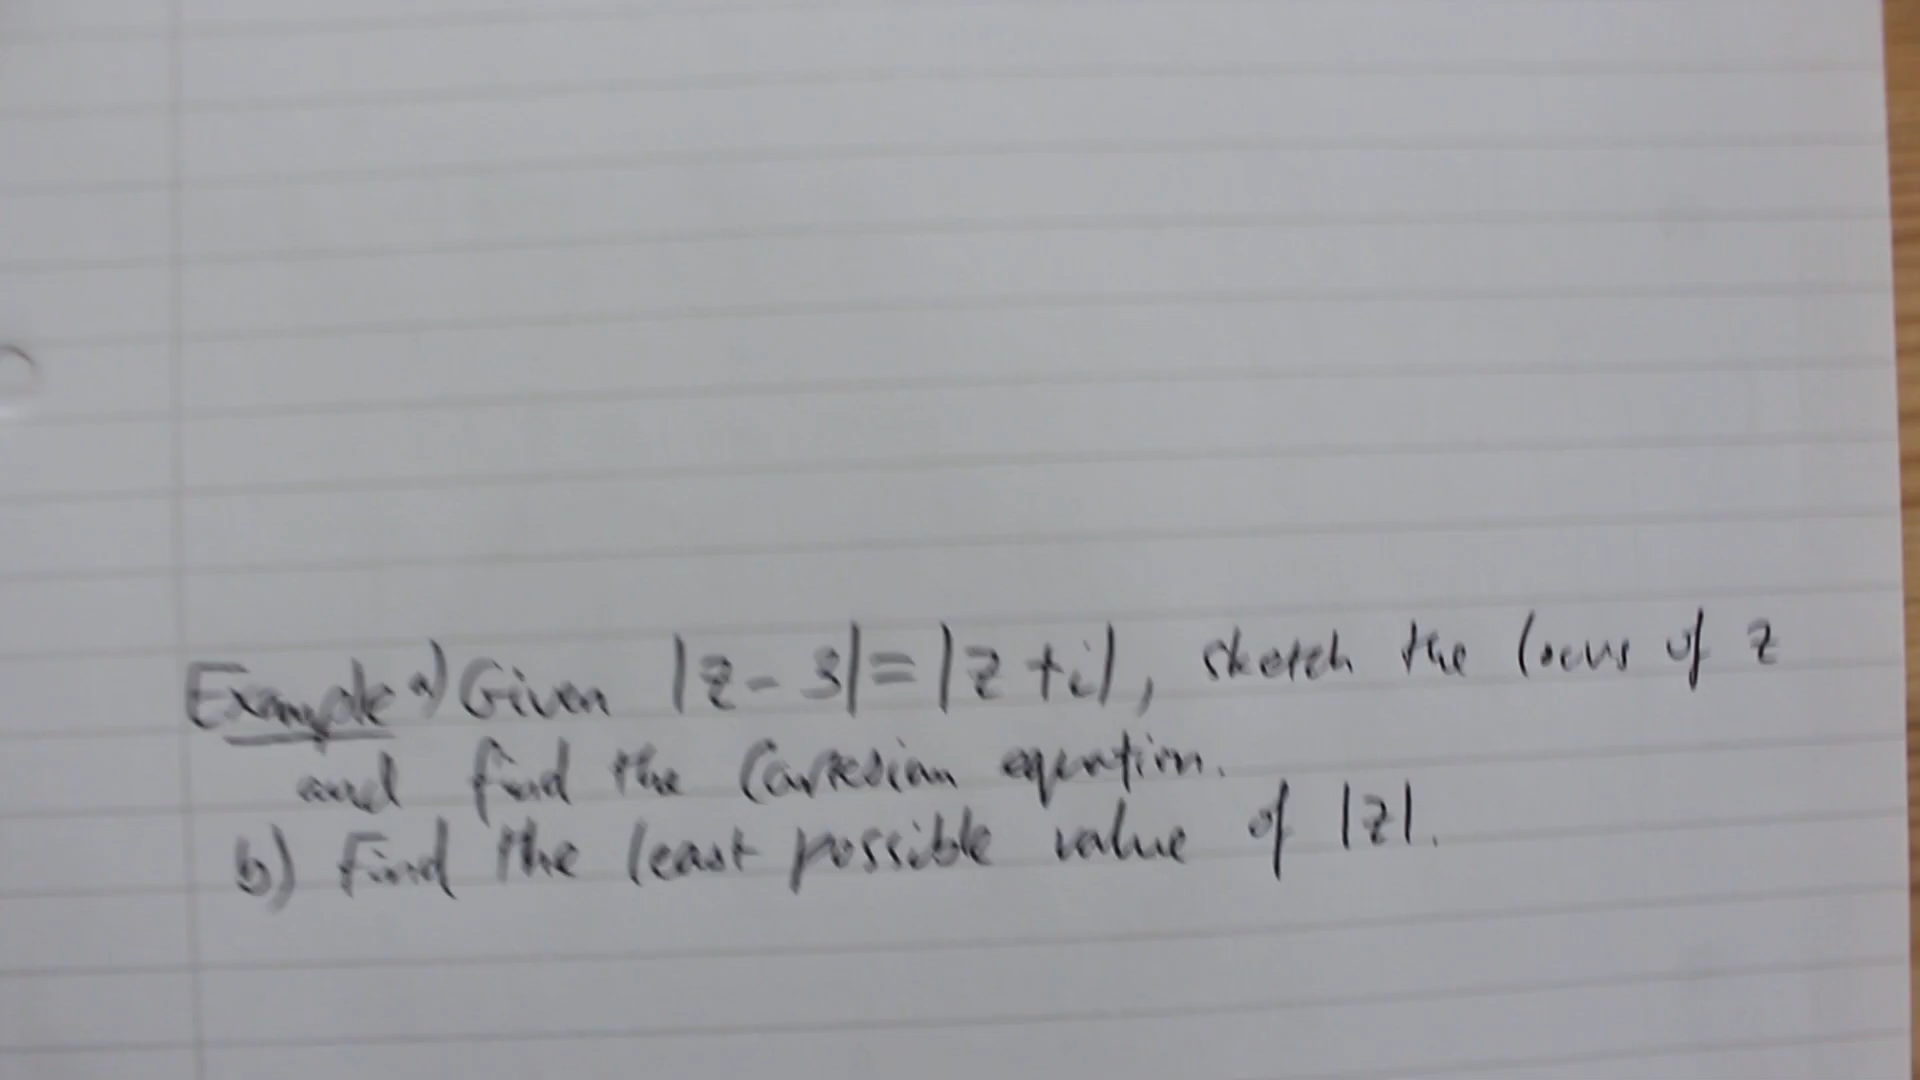 Example a) Given |z - 3| = |z + i|, sketch the locus of z
and find the Cartesian equation.
b) Find the least possible value of |z|.